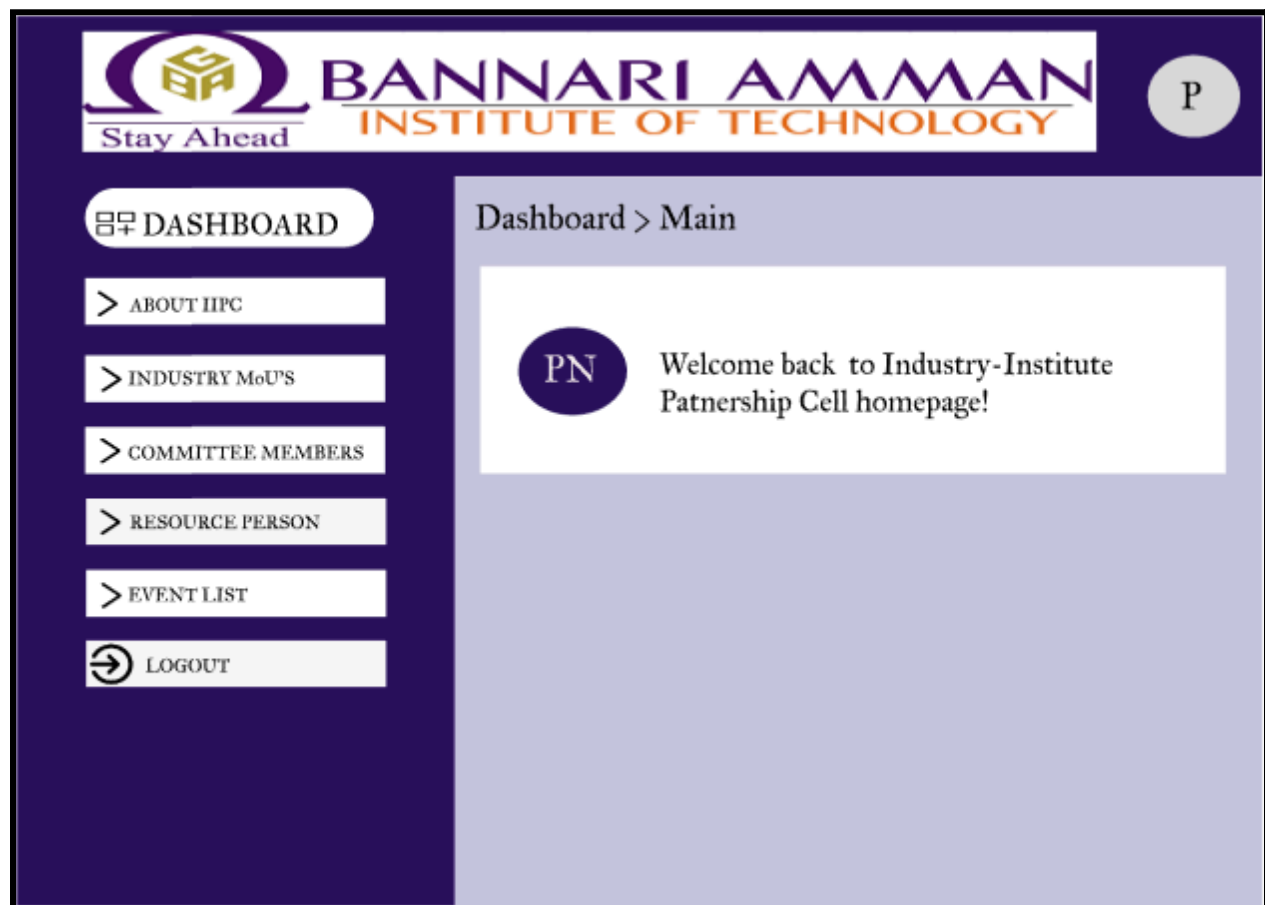 GBA
Stay Ahead
BANNARI AMMAN
INSTITUTE OF TECHNOLOGY
P
DASHBOARD
> ABOUT IIPC
> INDUSTRY MoU'S
> COMMITTEE MEMBERS
> RESOURCE PERSON
> EVENT LIST
LOGOUT
Dashboard > Main
PN
Welcome back to Industry-Institute
Patnership Cell homepage!